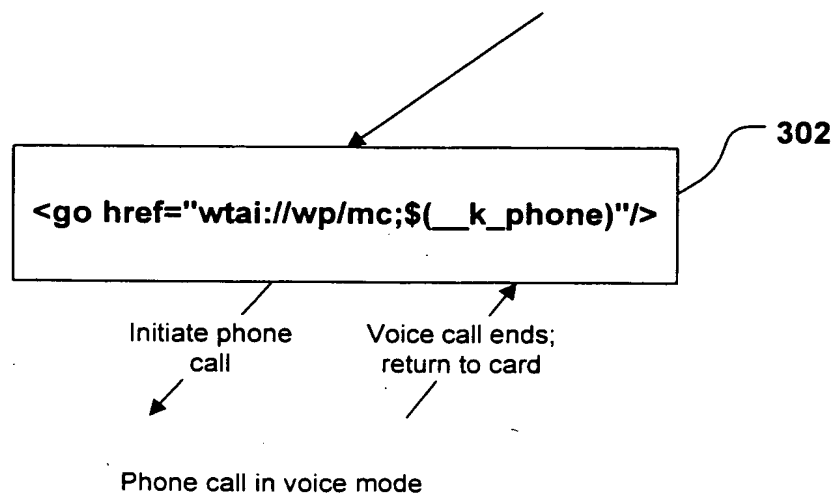 302
<go href="wtai://wp/mc;$(__k_phone)"/>
Initiate phone
call
Voice call ends;
return to card
Phone call in voice mode